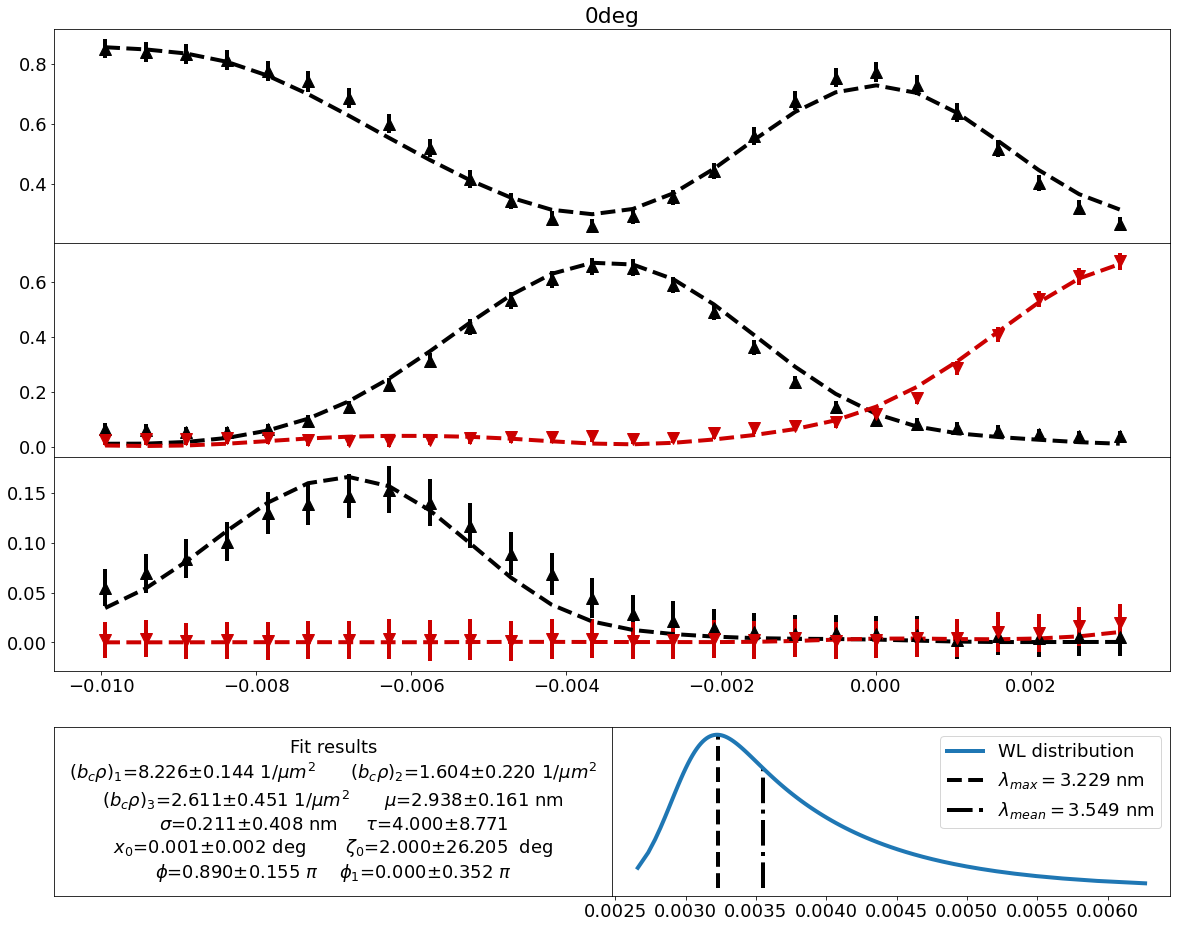 0deg
0.8
0.6
0.4
0.6
0.4
0.2
0.0
0.15
0.10
0.05
0.00
−0.010 −0.008 −0.006 −0.004 −0.002 0.000 0.002
Fit results
(b_cρ)_1=8.226±0.144 1/μm^2 (b_cρ)_2=1.604±0.220 1/μm^2
(b_cρ)_3=2.611±0.451 1/μm^2 μ=2.938±0.161 nm
σ=0.211±0.408 nm τ=4.000±8.771
x_0=0.001±0.002 deg ζ_0=2.000±26.205 deg
ϕ=0.890±0.155 π ϕ_1=0.000±0.352 π
WL distribution
λ_max = 3.229 nm
λ_mean = 3.549 nm
0.0025 0.0030 0.0035 0.0040 0.0045 0.0050 0.0055 0.0060